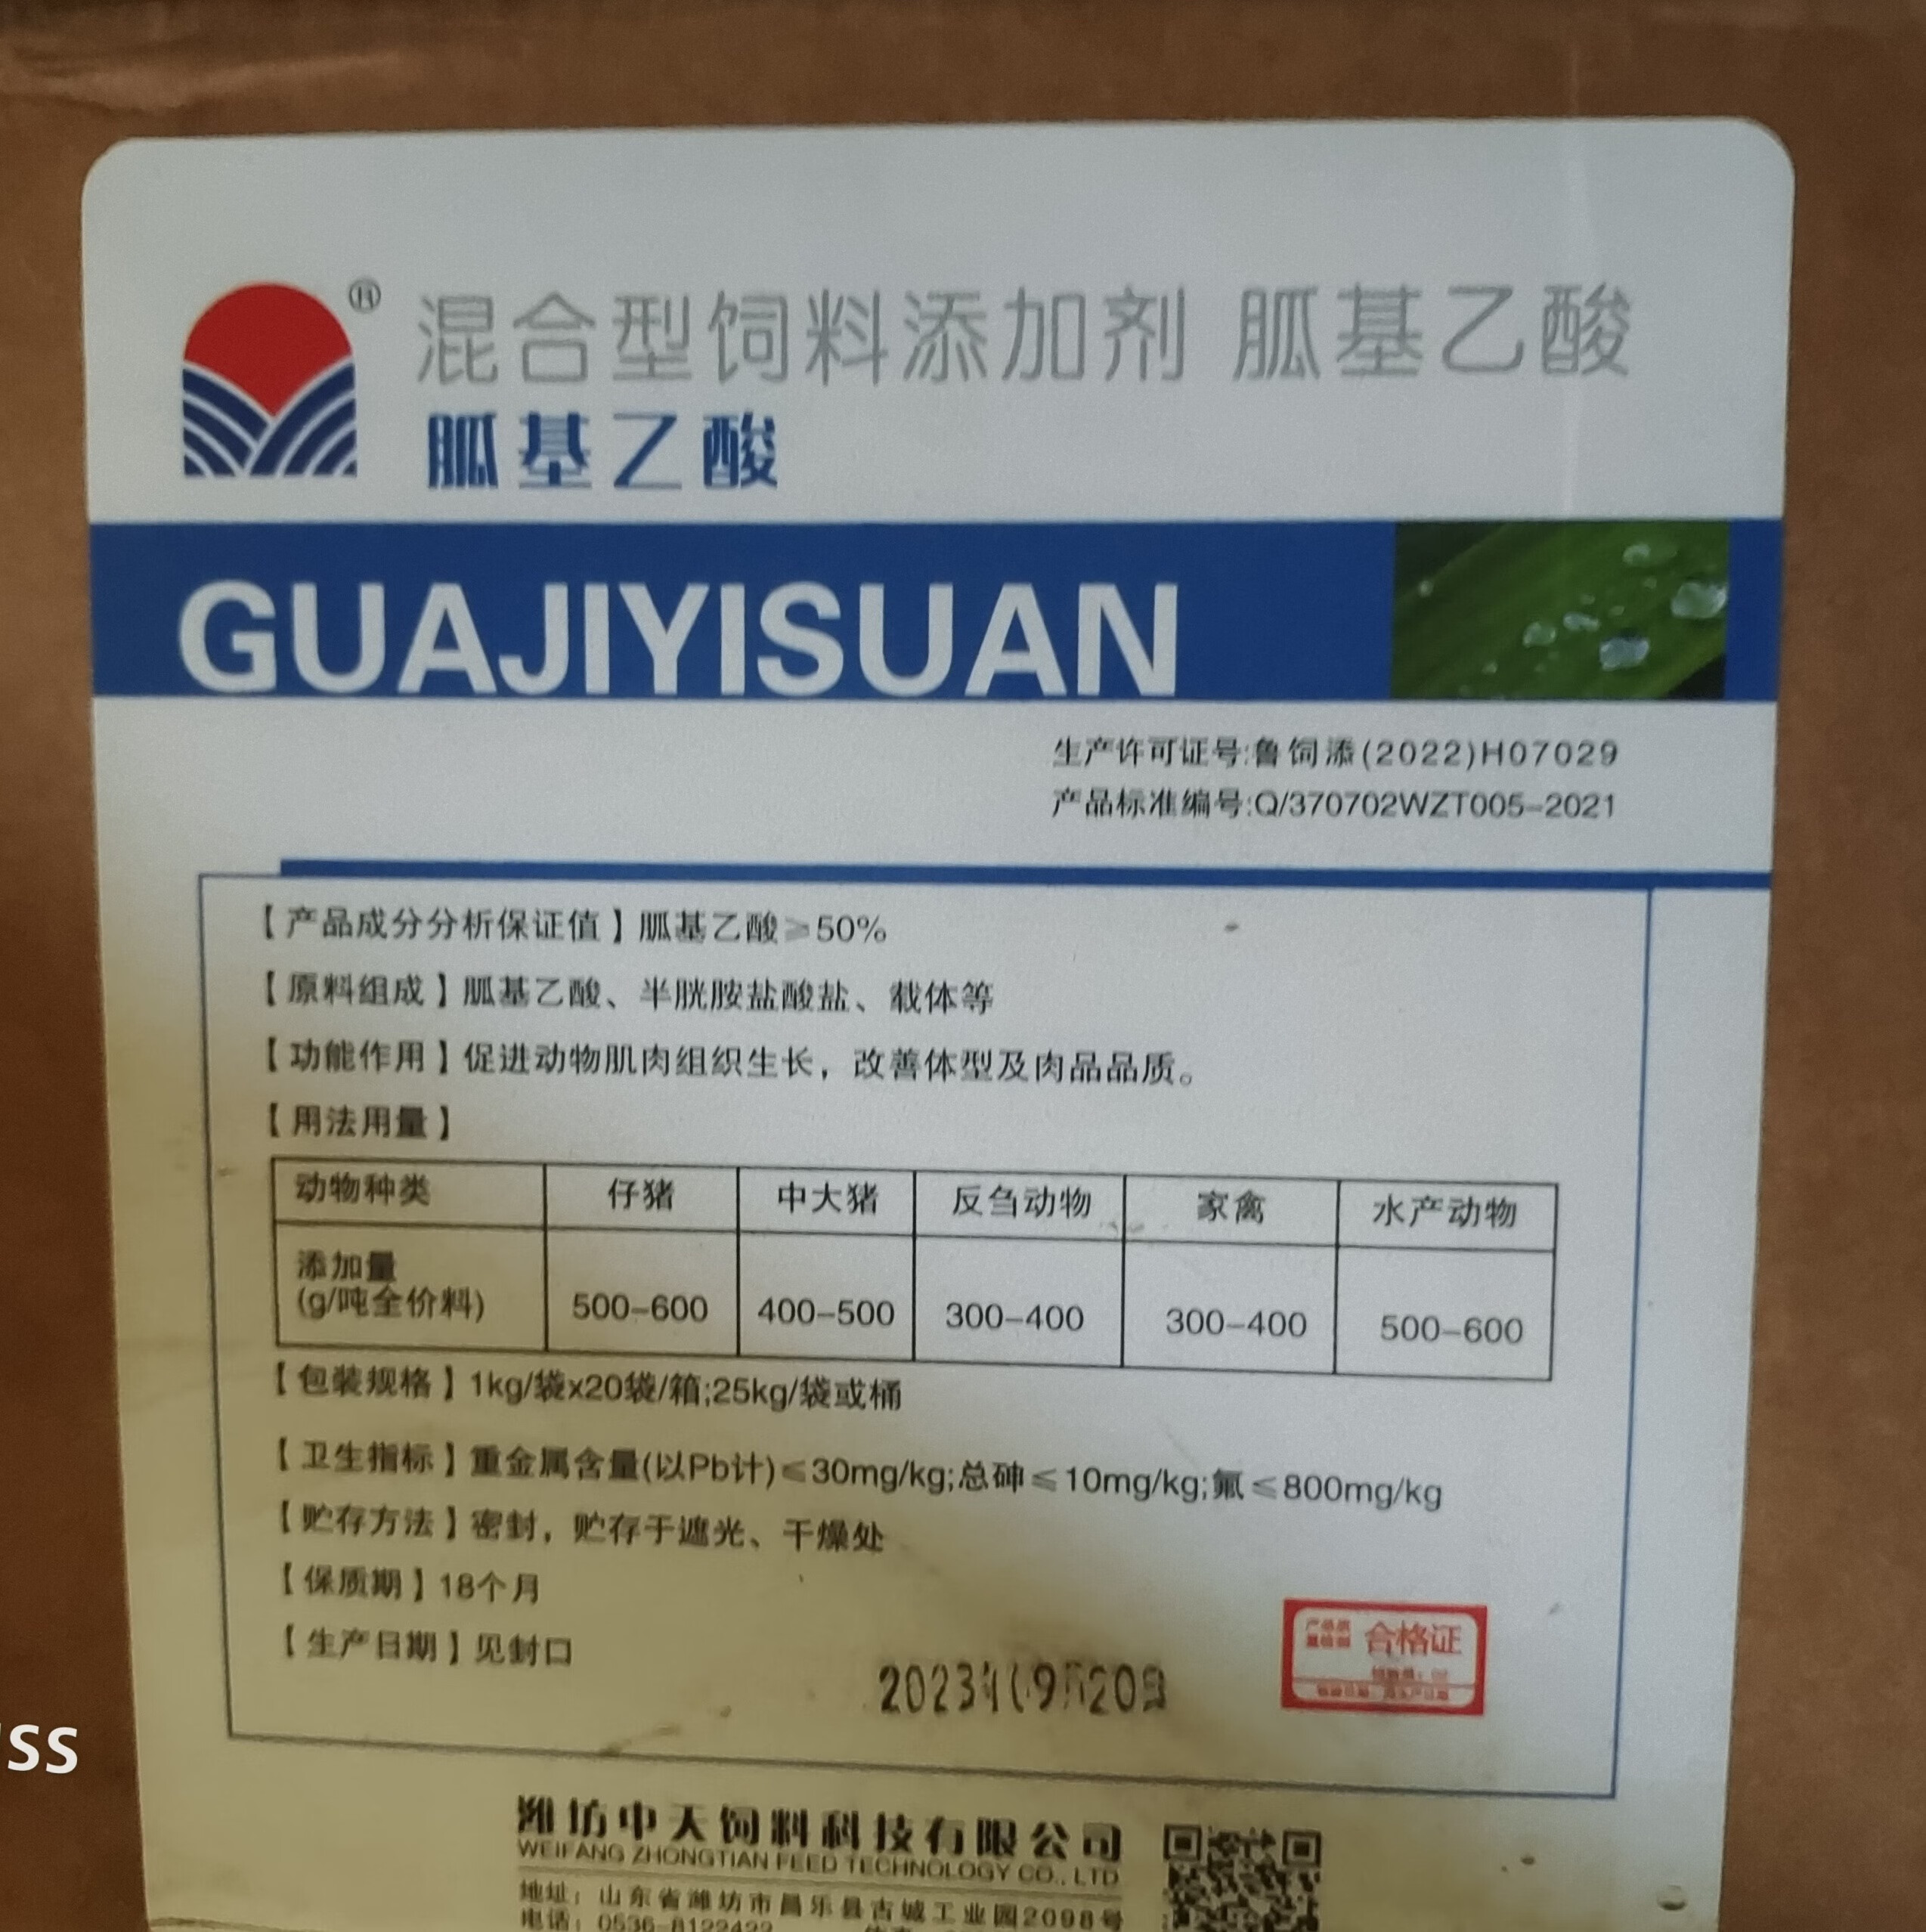 ®
混合型饲料添加剂 胍基乙酸
胍基乙酸
GUAJIYISUAN
生产许可证号:鲁饲添(2022)H07029
产品标准编号:Q/370702WZT005-2021
【产品成分分析保证值】胍基乙酸≥50%
【原料组成】胍基乙酸、半胱胺盐酸盐、载体等
【功能作用】促进动物肌肉组织生长，改善体型及肉品品质。
【用法用量】
动物种类 仔猪 中大猪 反刍动物 家禽 水产动物
添加量
(g/吨全价料) 500-600 400-500 300-400 300-400 500-600
【包装规格】1kg/袋x20袋/箱;25kg/袋或桶
【卫生指标】重金属含量(以Pb计)≤30mg/kg;总砷≤10mg/kg;氟≤800mg/kg
【贮存方法】密封，贮存于遮光、干燥处
【保质期】18个月
【生产日期】见封口
合格证
ss
潍坊中天饲料科技有限公司
WEIFANG ZHONGTIAN FEED TECHNOLOGY CO., LTD
地址：山东省潍坊市昌乐县古城工业园2098号
电话：